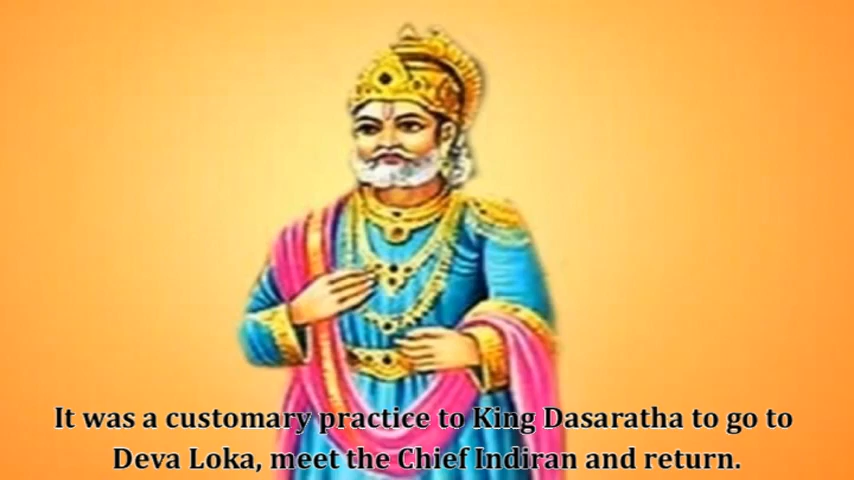 It was a customary practice to King Dasaratha to go to
Deva Loka, meet the Chief Indiran and return.